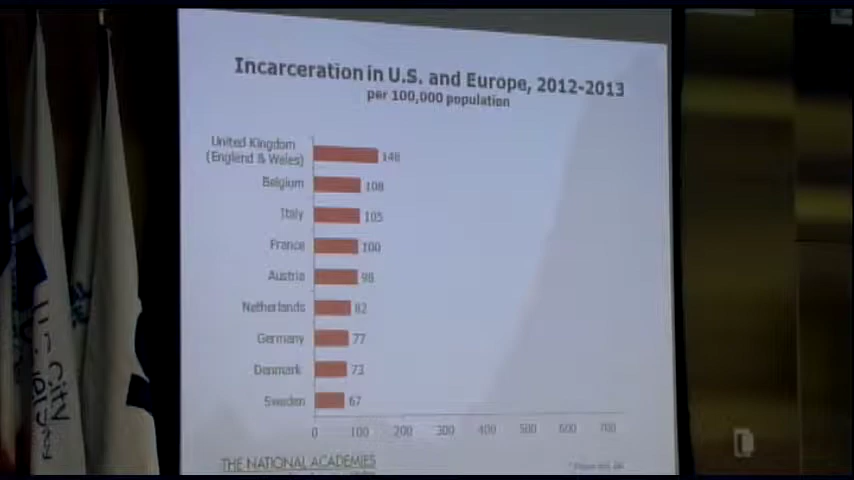 Incarceration in U.S. and Europe, 2012-2013
per 100,000 population
United Kingdom
(England & Wales) 148
Belgium 108
Italy 105
France 100
Austria 98
Netherlands 82
Germany 77
Denmark 73
Sweden 67
0 100 200 300 400 500 600 700
THE NATIONAL ACADEMIES
City